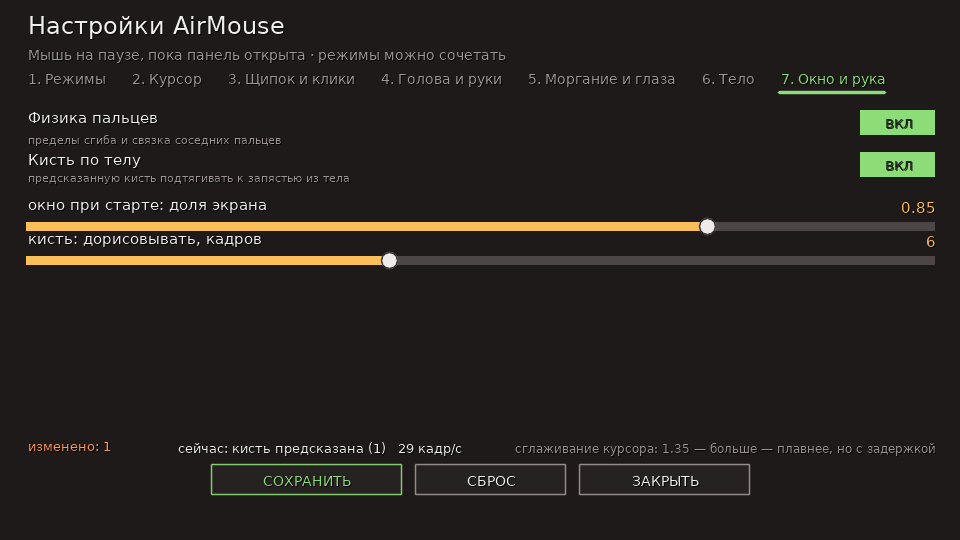 Настройки AirMouse
Мышь на паузе, пока панель открыта · режимы можно сочетать
1. Режимы 2. Курсор 3. Щипок и клики 4. Голова и руки 5. Моргание и глаза 6. Тело 7. Окно и рука
Физика пальцев ВКЛ
пределы сгиба и связка соседних пальцев
Кисть по телу ВКЛ
предсказанную кисть подтягивать к запястью из тела
окно при старте: доля экрана 0.85
кисть: дорисовывать, кадров 6
изменено: 1 сейчас: кисть предсказана (1) 29 кадр/с сглаживание курсора: 1.35 — больше — плавнее, но с задержкой
СОХРАНИТЬ СБРОС ЗАКРЫТЬ